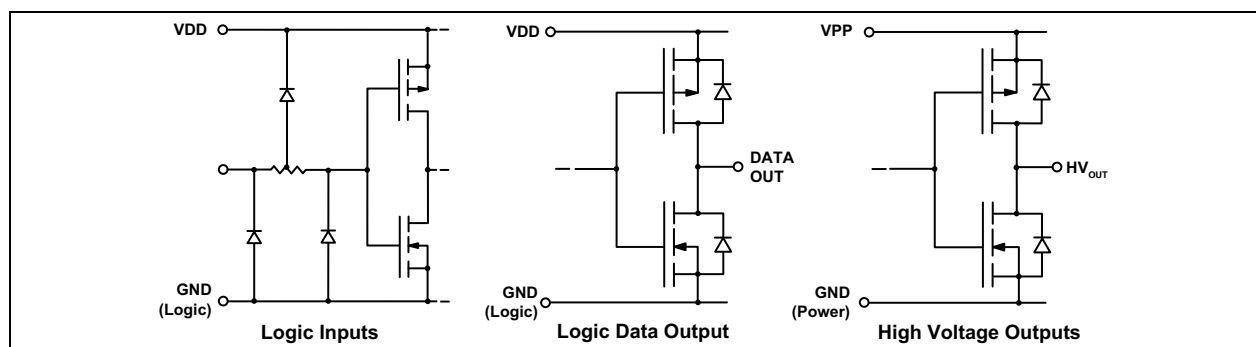 VDD
GND
(Logic)
Logic Inputs
VDD
DATA
OUT
GND
(Logic)
Logic Data Output
VPP
HVOUT
GND
(Power)
High Voltage Outputs